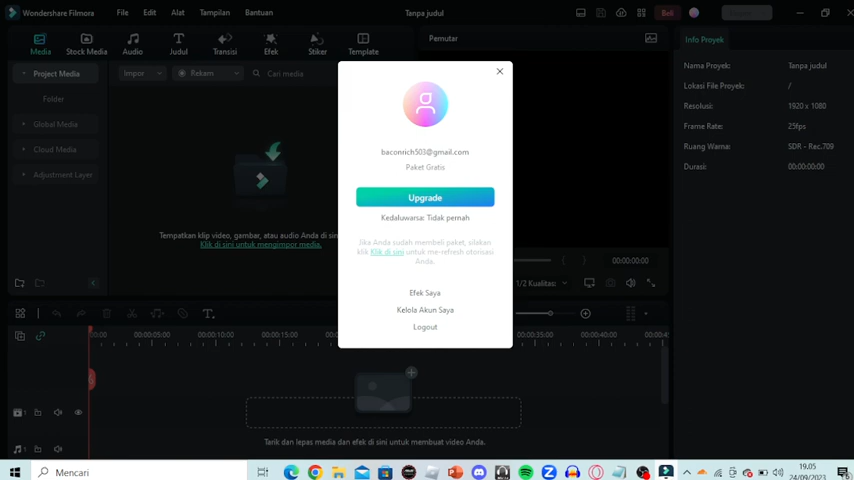 Wondershare Filmora
File
Edit
Alat
Tampilan
Bantuan
Tanpa judul
Beli
Media
Stock Media
Audio
Judul
Transisi
Efek
Stiker
Template
Pemutar
Info Proyek
Project Media
Impor
Rekam
Cari media
Folder
Global Media
Cloud Media
Adjustment Layer
Nama Proyek:
Tanpa judul
Lokasi File Proyek:
/
Resolusi:
1920 x 1080
Frame Rate:
25fps
Ruang Warna:
SDR - Rec.709
Durasi:
00:00:00:00
baconrich503@gmail.com
Paket Gratis
Upgrade
Kedaluwarsa: Tidak pernah
Jika Anda sudah membeli paket, silakan
klik Klik di sini untuk me-refresh otorisasi
Anda.
Efek Saya
Kelola Akun Saya
Logout
Tempatkan klip video, gambar, atau audio Anda di sin
Klik di sini untuk mengimpor media.
00:00:00:00
1/2 Kualitas:
:00:00
00:00:05:00
00:00:10:00
00:00:15:00
00:00:35:00
00:00:40:0
00:00:4
1
Tarik dan lepas media dan efek di sini untuk membuat video Anda.
1
Mencari
19.05
24/09/2023